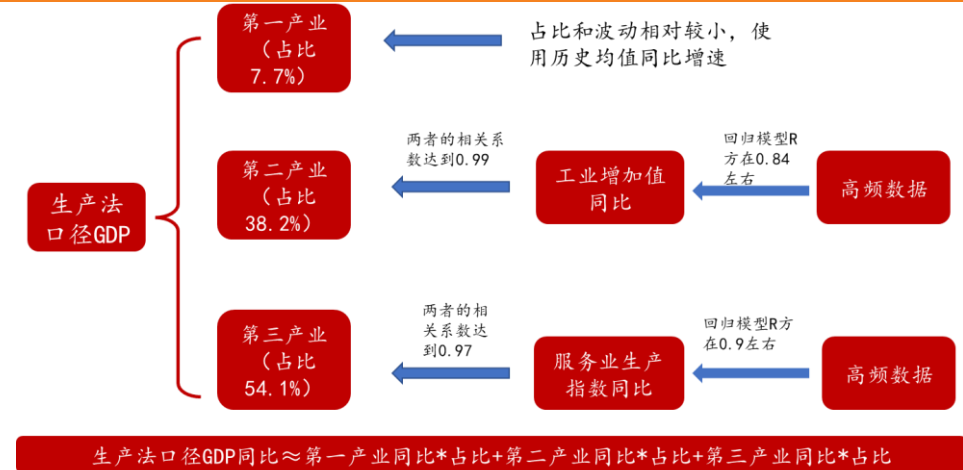 第一产业
（占比
7.7%）
占比和波动相对较小，使
用历史均值同比增速
两者的相关系
数达到0.99
回归模型R
方在0.84
左右
第二产业
（占比
38.2%）
工业增加值
同比
高频数据
生产法
口径GDP
两者的相
关系数达
到0.97
回归模型R方
在0.9左右
第三产业
（占比
54.1%）
服务业生产
指数同比
高频数据
生产法口径GDP同比≈第一产业同比*占比+第二产业同比*占比+第三产业同比*占比